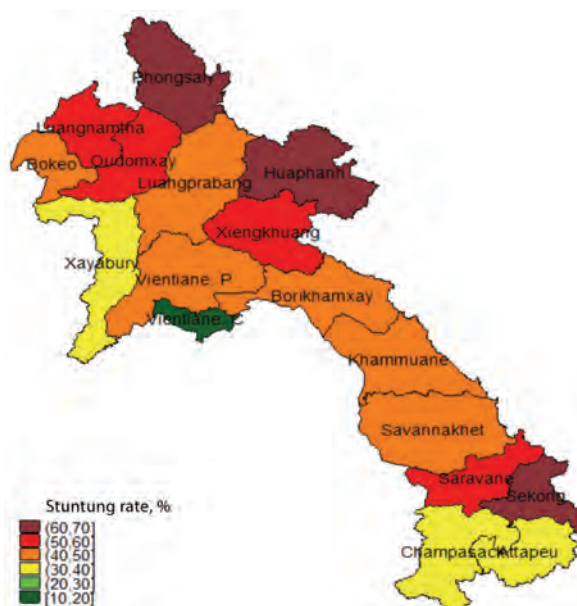 Phongsaly
Luangnamtha
Bokeo
Oudomxay
Luangprabang
Huaphanh
Xiengkhuang
Xayabury
Vientiane. P
Borikhamxay
Vientiane. C
Khammuane
Savannakhet
Saravane
Sekong
Champasack
Attapeu
Stuntung rate, %
(60,70]
(50,60]
(40,50]
(30,40]
(20,30]
[10,20]